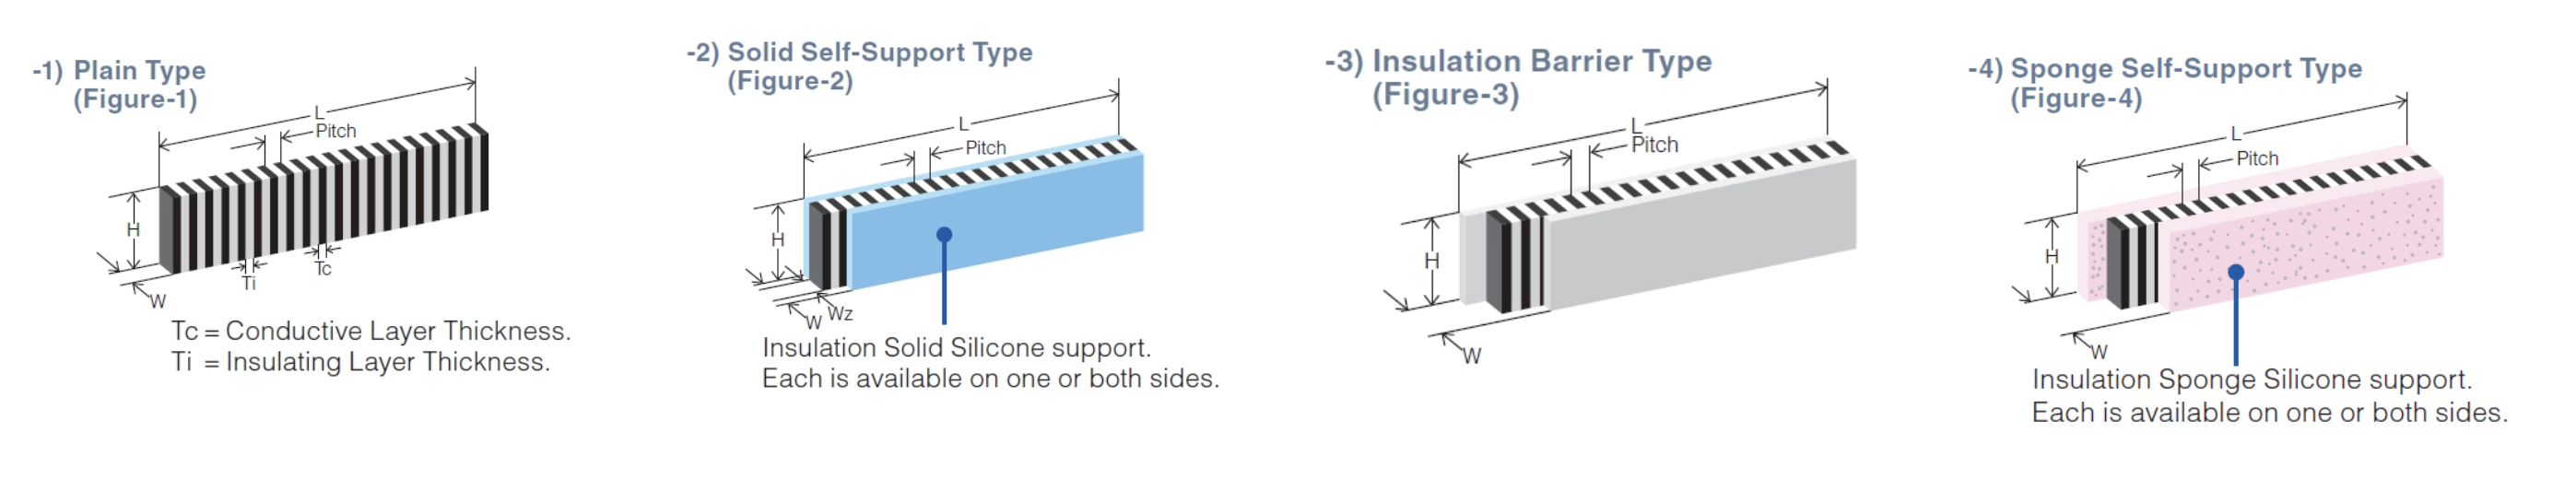 -1) Plain Type
(Figure-1)
L
Pitch
H
W
Ti
Tc
Tc = Conductive Layer Thickness.
Ti = Insulating Layer Thickness.
-2) Solid Self-Support Type
(Figure-2)
L
Pitch
H
W
Wz
Insulation Solid Silicone support.
Each is available on one or both sides.
-3) Insulation Barrier Type
(Figure-3)
L
Pitch
H
W
-4) Sponge Self-Support Type
(Figure-4)
L
Pitch
H
W
Insulation Sponge Silicone support.
Each is available on one or both sides.